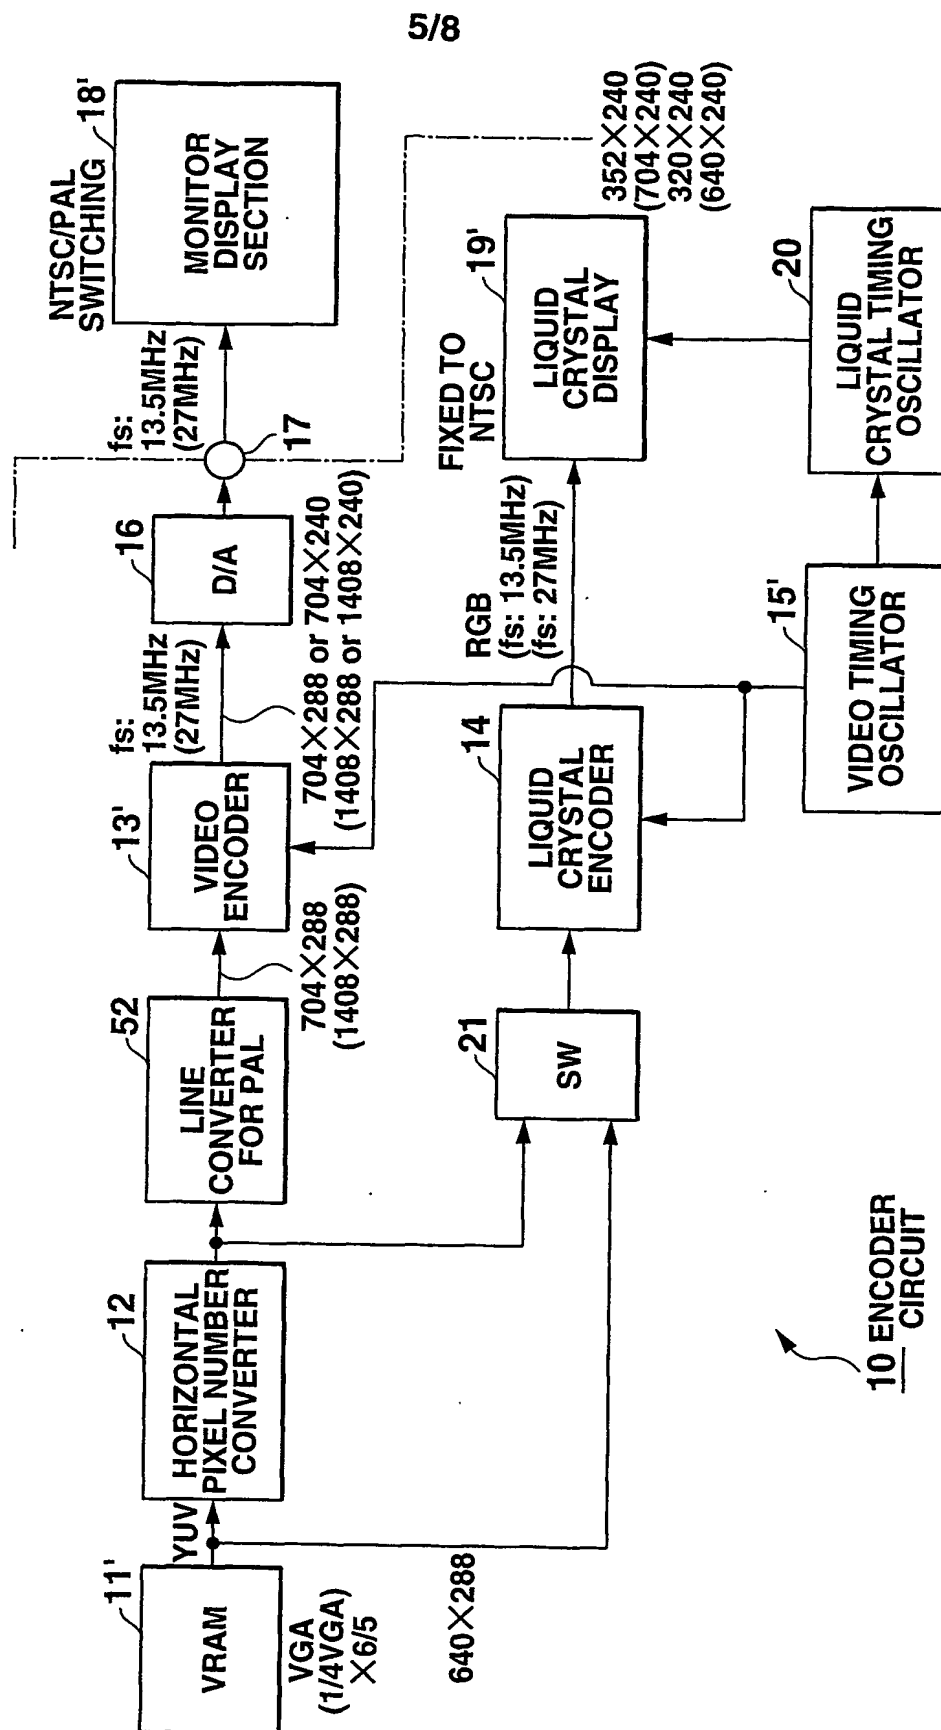 5/8
11'
VRAM
VGA
(1/4VGA)
×6/5
YUV
640×288
12
HORIZONTAL
PIXEL NUMBER
CONVERTER
52
LINE
CONVERTER
FOR PAL
704×288
(1408×288)
13'
VIDEO
ENCODER
fs:
13.5MHz
(27MHz)
704×288 or 704×240
(1408×288 or 1408×240)
16
D/A
17
fs:
13.5MHz
(27MHz)
NTSC/PAL
SWITCHING
18'
MONITOR
DISPLAY
SECTION
21
SW
14
LIQUID
CRYSTAL
ENCODER
RGB
(fs: 13.5MHz)
(fs: 27MHz)
FIXED TO
NTSC
19'
LIQUID
CRYSTAL
DISPLAY
352×240
(704×240)
320×240
(640×240)
15'
VIDEO TIMING
OSCILLATOR
20
LIQUID
CRYSTAL TIMING
OSCILLATOR
10 ENCODER
CIRCUIT